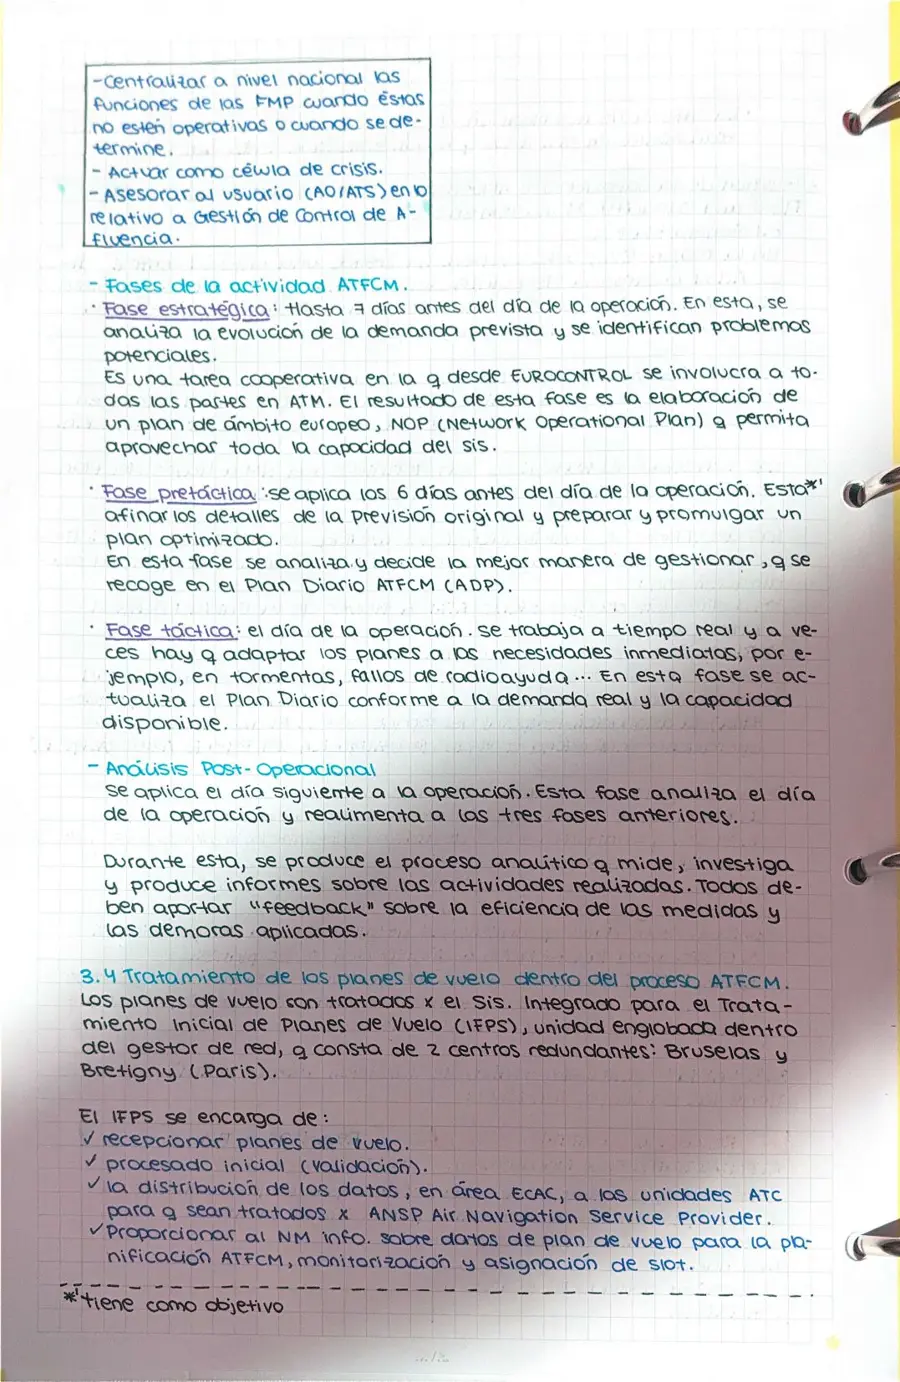 -Centralizar a nivel nacional las
funciones de las FMP cuando éstas
no estén operativas o cuando se de-
termine.
- Actuar como célula de crisis.
- Asesorar al usuario (AO/ATS) en lo
relativo a Gestión de Control de A-
fluencia.
- Fases de la actividad ATFCM.
· Fase estratégica: Hasta 7 días antes del día de la operación. En esta, se
analiza la evolución de la demanda prevista y se identifican problemas
potenciales.
Es una tarea cooperativa en la q desde EUROCONTROL se involucra a to-
das las partes en ATM. El resultado de esta fase es la elaboración de
un plan de ámbito europeo, NOP (Network Operational Plan) q permita
aprovechar toda la capacidad del sis.
· Fase pretáctica: se aplica los 6 días antes del día de la operación. Esta*¹
afinar los detalles de la previsión original y preparar y promulgar un
plan optimizado.
En esta fase se analiza y decide la mejor manera de gestionar, q se
recoge en el Plan Diario ATFCM (ADP).
· Fase táctica: el día de la operación. Se trabaja a tiempo real y a ve-
ces hay q adaptar los planes a las necesidades inmediatas, por e-
jemplo, en tormentas, fallos de radioayuda... En esta fase se ac-
tualiza el Plan Diario conforme a la demanda real y la capacidad
disponible.
- Análisis Post-Operacional
Se aplica el día siguiente a la operación. Esta fase analiza el día
de la operación y realimenta a las tres fases anteriores.
Durante esta, se produce el proceso analítico q mide, investiga
y produce informes sobre las actividades realizadas. Todos de-
ben aportar "feedback" sobre la eficiencia de las medidas y
las demoras aplicadas.
3.4 Tratamiento de los planes de vuelo dentro del proceso ATFCM.
Los planes de vuelo son tratados x el Sis. Integrado para el Trata-
miento Inicial de Planes de Vuelo (IFPS), unidad englobada dentro
del gestor de red, q consta de 2 centros redundantes: Bruselas y
Bretigny (Paris).
El IFPS se encarga de:
✓ recepcionar planes de vuelo.
✓ procesado inicial (validación).
✓ la distribución de los datos, en área ECAC, a las unidades ATC
para q sean tratados x ANSP Air Navigation Service Provider.
✓ Proporcionar al NM info. sobre datos de plan de vuelo para la pla-
nificación ATFCM, monitorización y asignación de slot.
*¹ tiene como objetivo